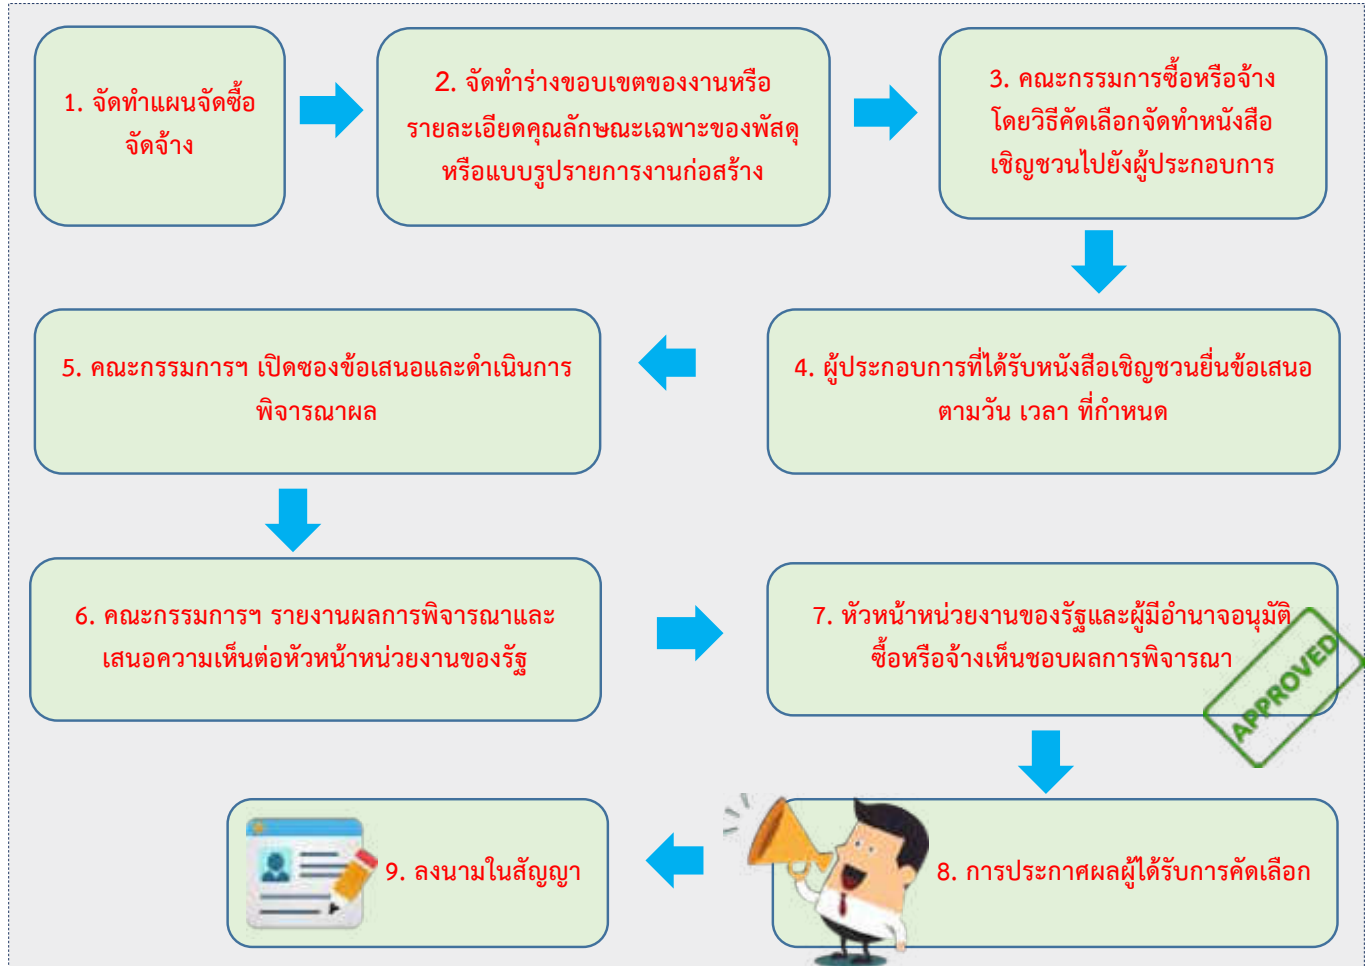 1. จัดทำแผนจัดซื้อ
จัดจ้าง
2. จัดทำร่างขอบเขตของงานหรือ
รายละเอียดคุณลักษณะเฉพาะของพัสดุ
หรือแบบรูปรายการงานก่อสร้าง
3. คณะกรรมการซื้อหรือจ้าง
โดยวิธีคัดเลือกจัดทำหนังสือ
เชิญชวนไปยังผู้ประกอบการ
4. ผู้ประกอบการที่ได้รับหนังสือเชิญชวนยื่นข้อเสนอ
ตามวัน เวลา ที่กำหนด
5. คณะกรรมการฯ เปิดซองข้อเสนอและดำเนินการ
พิจารณาผล
6. คณะกรรมการฯ รายงานผลการพิจารณาและ
เสนอความเห็นต่อหัวหน้าหน่วยงานของรัฐ
7. หัวหน้าหน่วยงานของรัฐและผู้มีอำนาจอนุมัติ
ซื้อหรือจ้างเห็นชอบผลการพิจารณา
APPROVED
8. การประกาศผลผู้ได้รับการคัดเลือก
9. ลงนามในสัญญา